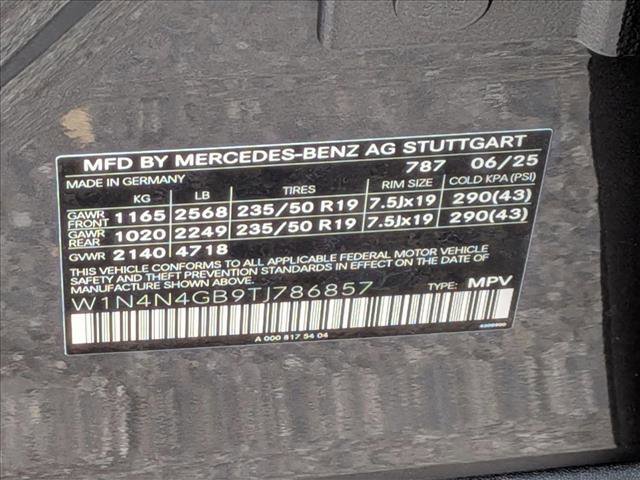 MFD BY MERCEDES-BENZ AG STUTTGART
MADE IN GERMANY 787 06/25
KG LB TIRES RIM SIZE COLD KPA(PSI)
GAWR FRONT 1165 2568 235/50 R19 7.5Jx19 290(43)
GAWR REAR 1020 2249 235/50 R19 7.5Jx19 290(43)
GVWR 2140 4718
THIS VEHICLE CONFORMS TO ALL APPLICABLE FEDERAL MOTOR VEHICLE
SAFETY AND THEFT PREVENTION STANDARDS IN EFFECT ON THE DATE
OF MANUFACTURE SHOWN ABOVE.
W1N4N4GB9TJ786857 TYPE: MPV
A 000 817 54 04